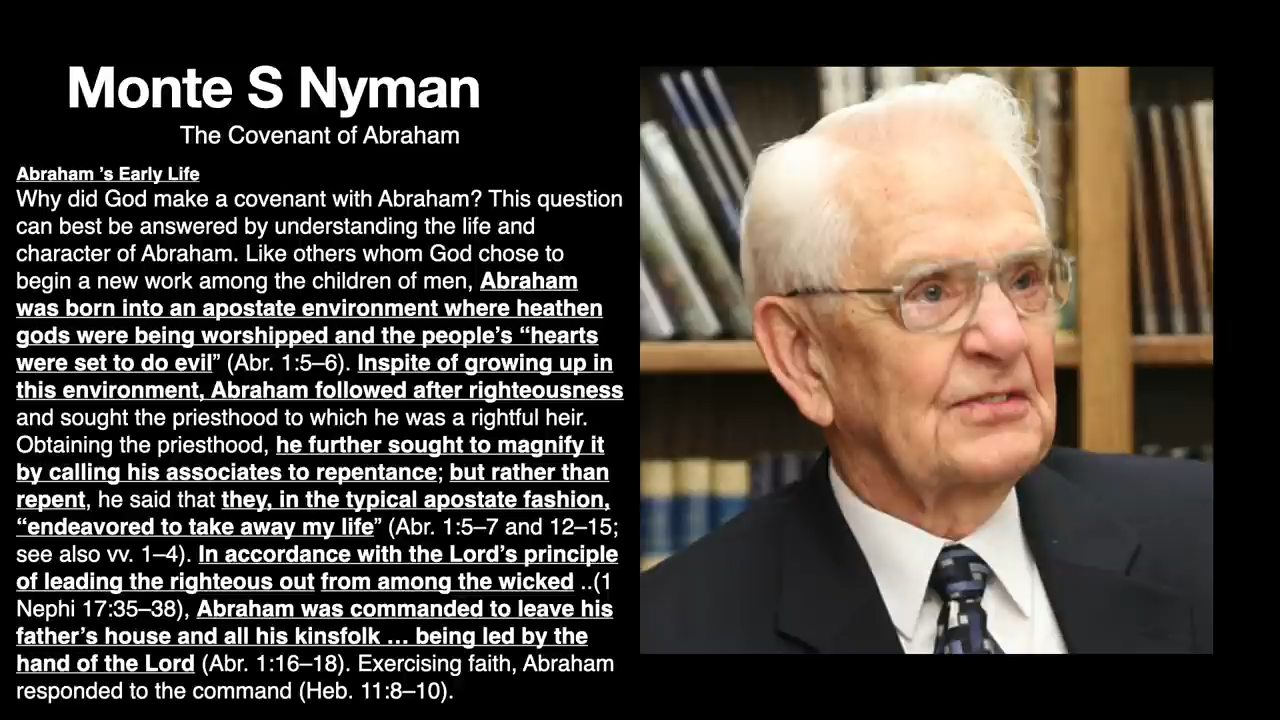 Monte S Nyman
The Covenant of Abraham
Abraham ’s Early Life
Why did God make a covenant with Abraham? This question
can best be answered by understanding the life and
character of Abraham. Like others whom God chose to
begin a new work among the children of men, Abraham
was born into an apostate environment where heathen
gods were being worshipped and the people’s “hearts
were set to do evil” (Abr. 1:5–6). Inspite of growing up in
this environment, Abraham followed after righteousness
and sought the priesthood to which he was a rightful heir.
Obtaining the priesthood, he further sought to magnify it
by calling his associates to repentance; but rather than
repent, he said that they, in the typical apostate fashion,
“endeavored to take away my life” (Abr. 1:5–7 and 12–15;
see also vv. 1–4). In accordance with the Lord’s principle
of leading the righteous out from among the wicked ..(1
Nephi 17:35–38), Abraham was commanded to leave his
father’s house and all his kinsfolk … being led by the
hand of the Lord (Abr. 1:16–18). Exercising faith, Abraham
responded to the command (Heb. 11:8–10).